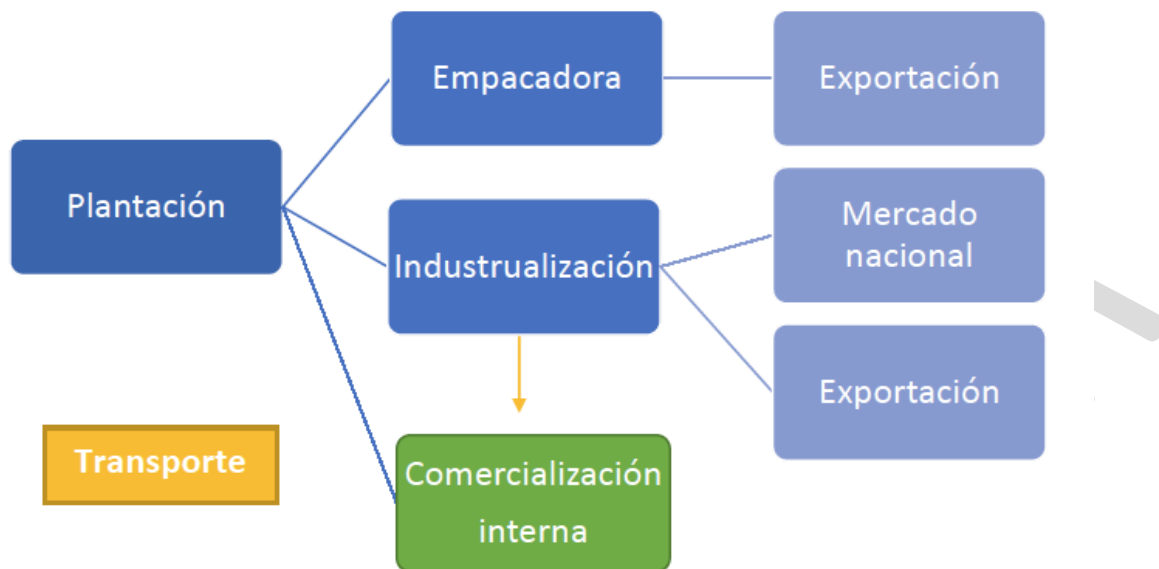 Empacadora
Exportación
Plantación
Mercado
nacional
Industrualización
Exportación
Transporte
Comercialización
interna